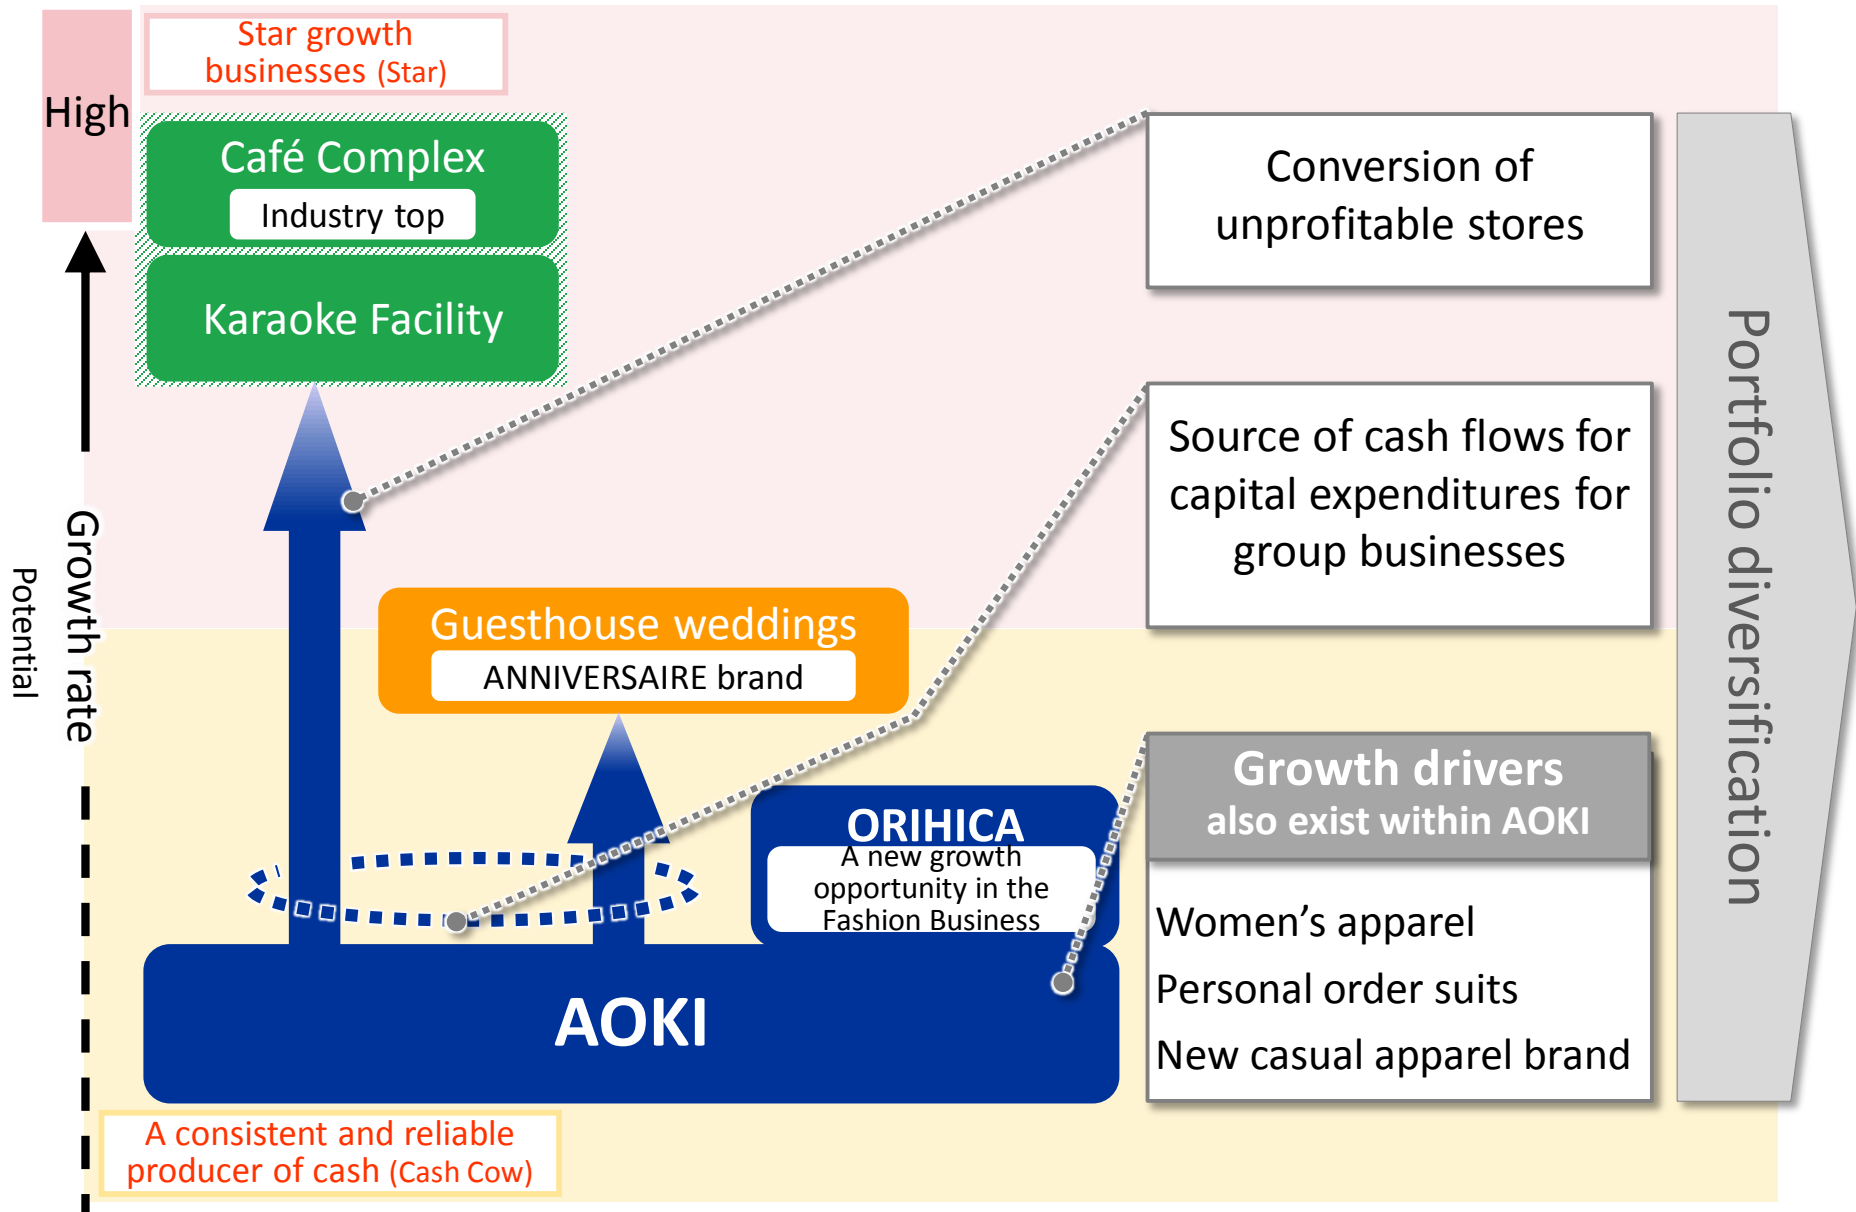 Star growth
businesses (Star)
High
Café Complex
Industry top
Karaoke Facility
Growth rate
Potential
Guesthouse weddings
ANNIVERSAIRE brand
ORIHICA
A new growth
opportunity in the
Fashion Business
AOKI
A consistent and reliable
producer of cash (Cash Cow)
Conversion of
unprofitable stores
Source of cash flows for
capital expenditures for
group businesses
Growth drivers
also exist within AOKI
Women’s apparel
Personal order suits
New casual apparel brand
Portfolio diversification